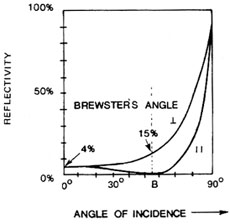 100%
REFLECTIVITY
50%
0%
BREWSTER'S ANGLE
⊥
15%
4%
||
0° 30° B 90°
ANGLE OF INCIDENCE